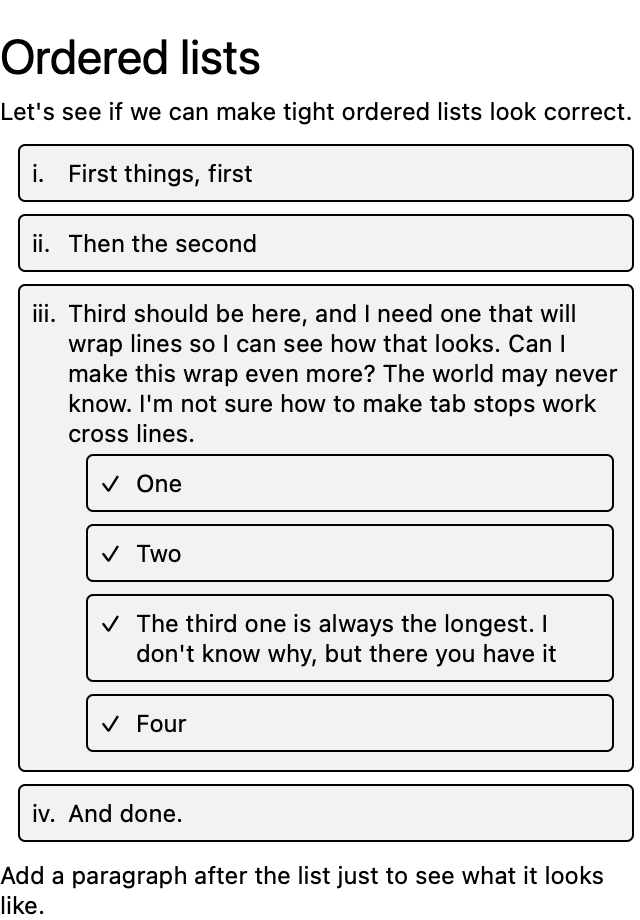 Ordered lists
Let's see if we can make tight ordered lists look correct.
i. First things, first
ii. Then the second
iii. Third should be here, and I need one that will
wrap lines so I can see how that looks. Can I
make this wrap even more? The world may never
know. I'm not sure how to make tab stops work
cross lines.
✓ One
✓ Two
✓ The third one is always the longest. I
don't know why, but there you have it
✓ Four
iv. And done.
Add a paragraph after the list just to see what it looks
like.